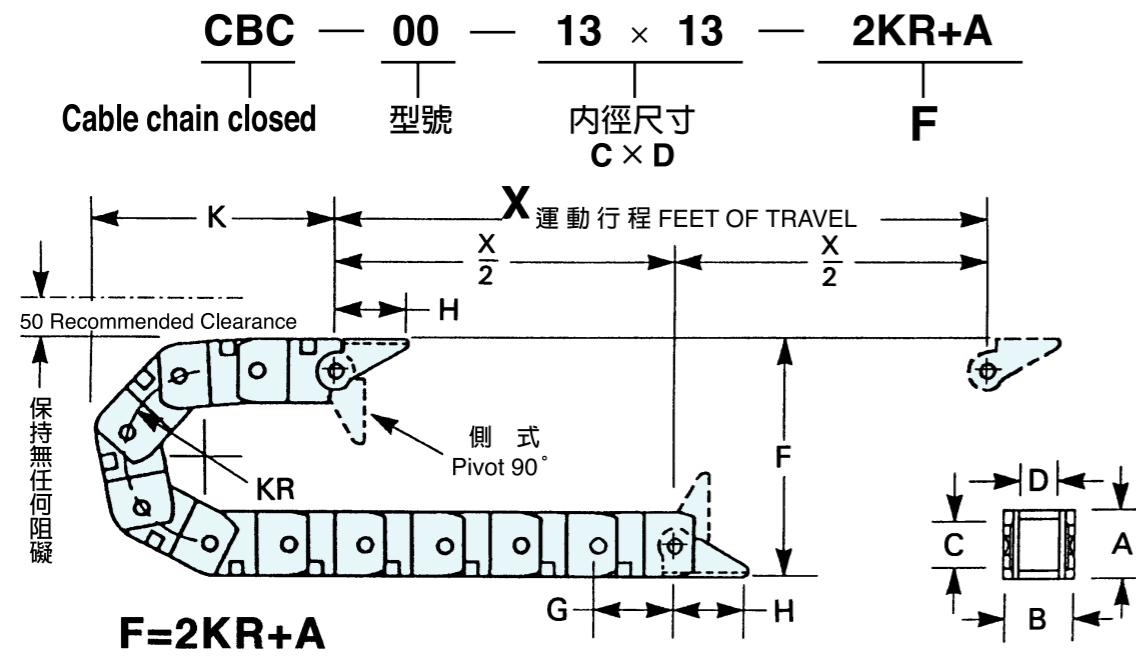 CBC — 00 — 13 × 13 — 2KR+A
Cable chain closed
型號
内徑尺寸
C × D
F
K
X 運動行程 FEET OF TRAVEL
X/2
X/2
H
50 Recommended Clearance
保持無任何阻礙
側 式
Pivot 90°
KR
F
D
C
A
B
G
H
F=2KR+A